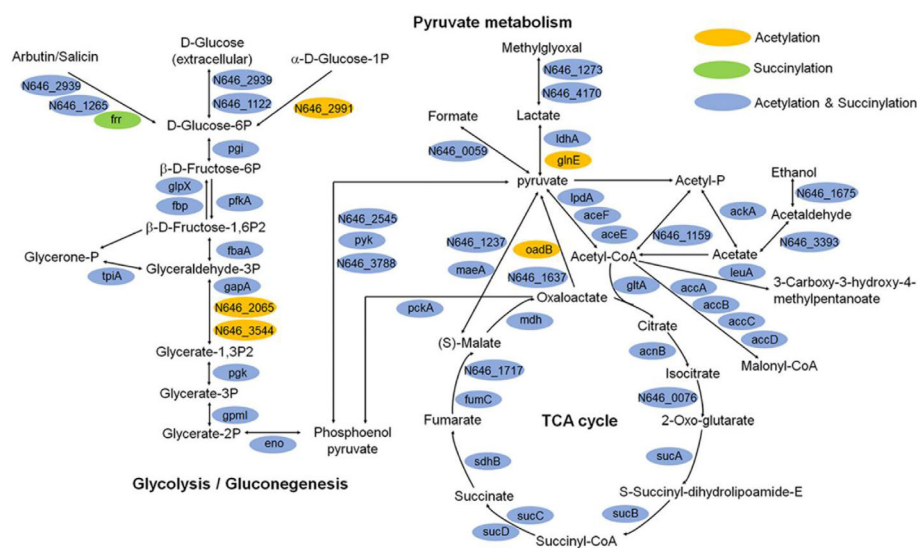 Pyruvate metabolism
Acetylation
Succinylation
Acetylation & Succinylation
Arbutin/Salicin
D-Glucose
(extracellular)
α-D-Glucose-1P
N646_2939
N646_1265
frr
N646_2939
N646_1122
N646_2991
D-Glucose-6P
pgi
β-D-Fructose-6P
glpX
fbp
pfkA
β-D-Fructose-1,6P2
fbaA
Glycerone-P
Glyceraldehyde-3P
tpiA
gapA
N646_2065
N646_3544
Glycerate-1,3P2
pgk
Glycerate-3P
gpmI
Glycerate-2P
eno
Phosphoenol
pyruvate
Glycolysis / Gluconegenesis
Methylglyoxal
N646_1273
N646_4170
Lactate
Formate
N646_0059
ldhA
glnE
pyruvate
Acetyl-P
Ethanol
N646_1675
Acetaldehyde
N646_3393
ackA
lpdA
aceF
aceE
N646_1159
Acetyl-CoA
Acetate
leuA
3-Carboxy-3-hydroxy-4-
methylpentanoate
N646_2545
pyk
N646_3788
N646_1237
maeA
oadB
N646_1637
gltA
accA
accB
accC
accD
Malonyl-CoA
pckA
Oxaloactate
mdh
(S)-Malate
Citrate
acnB
Isocitrate
N646_1717
fumC
N646_0076
Fumarate
TCA cycle
2-Oxo-glutarate
sdhB
sucA
Succinate
S-Succinyl-dihydrolipoamide-E
sucC
sucD
sucB
Succinyl-CoA